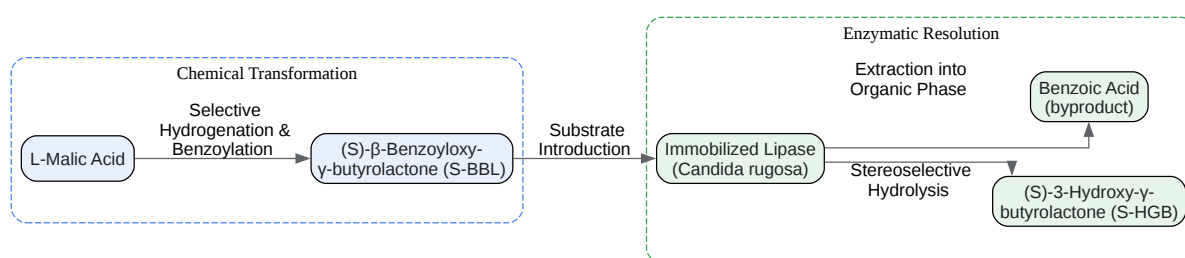 Chemical Transformation
L-Malic Acid
Selective
Hydrogenation &
Benzoylation
(S)-β-Benzoyloxy-
γ-butyrolactone (S-BBL)
Substrate
Introduction
Enzymatic Resolution
Immobilized Lipase
(Candida rugosa)
Extraction into
Organic Phase
Benzoic Acid
(byproduct)
Stereoselective
Hydrolysis
(S)-3-Hydroxy-γ-
butyrolactone (S-HGB)